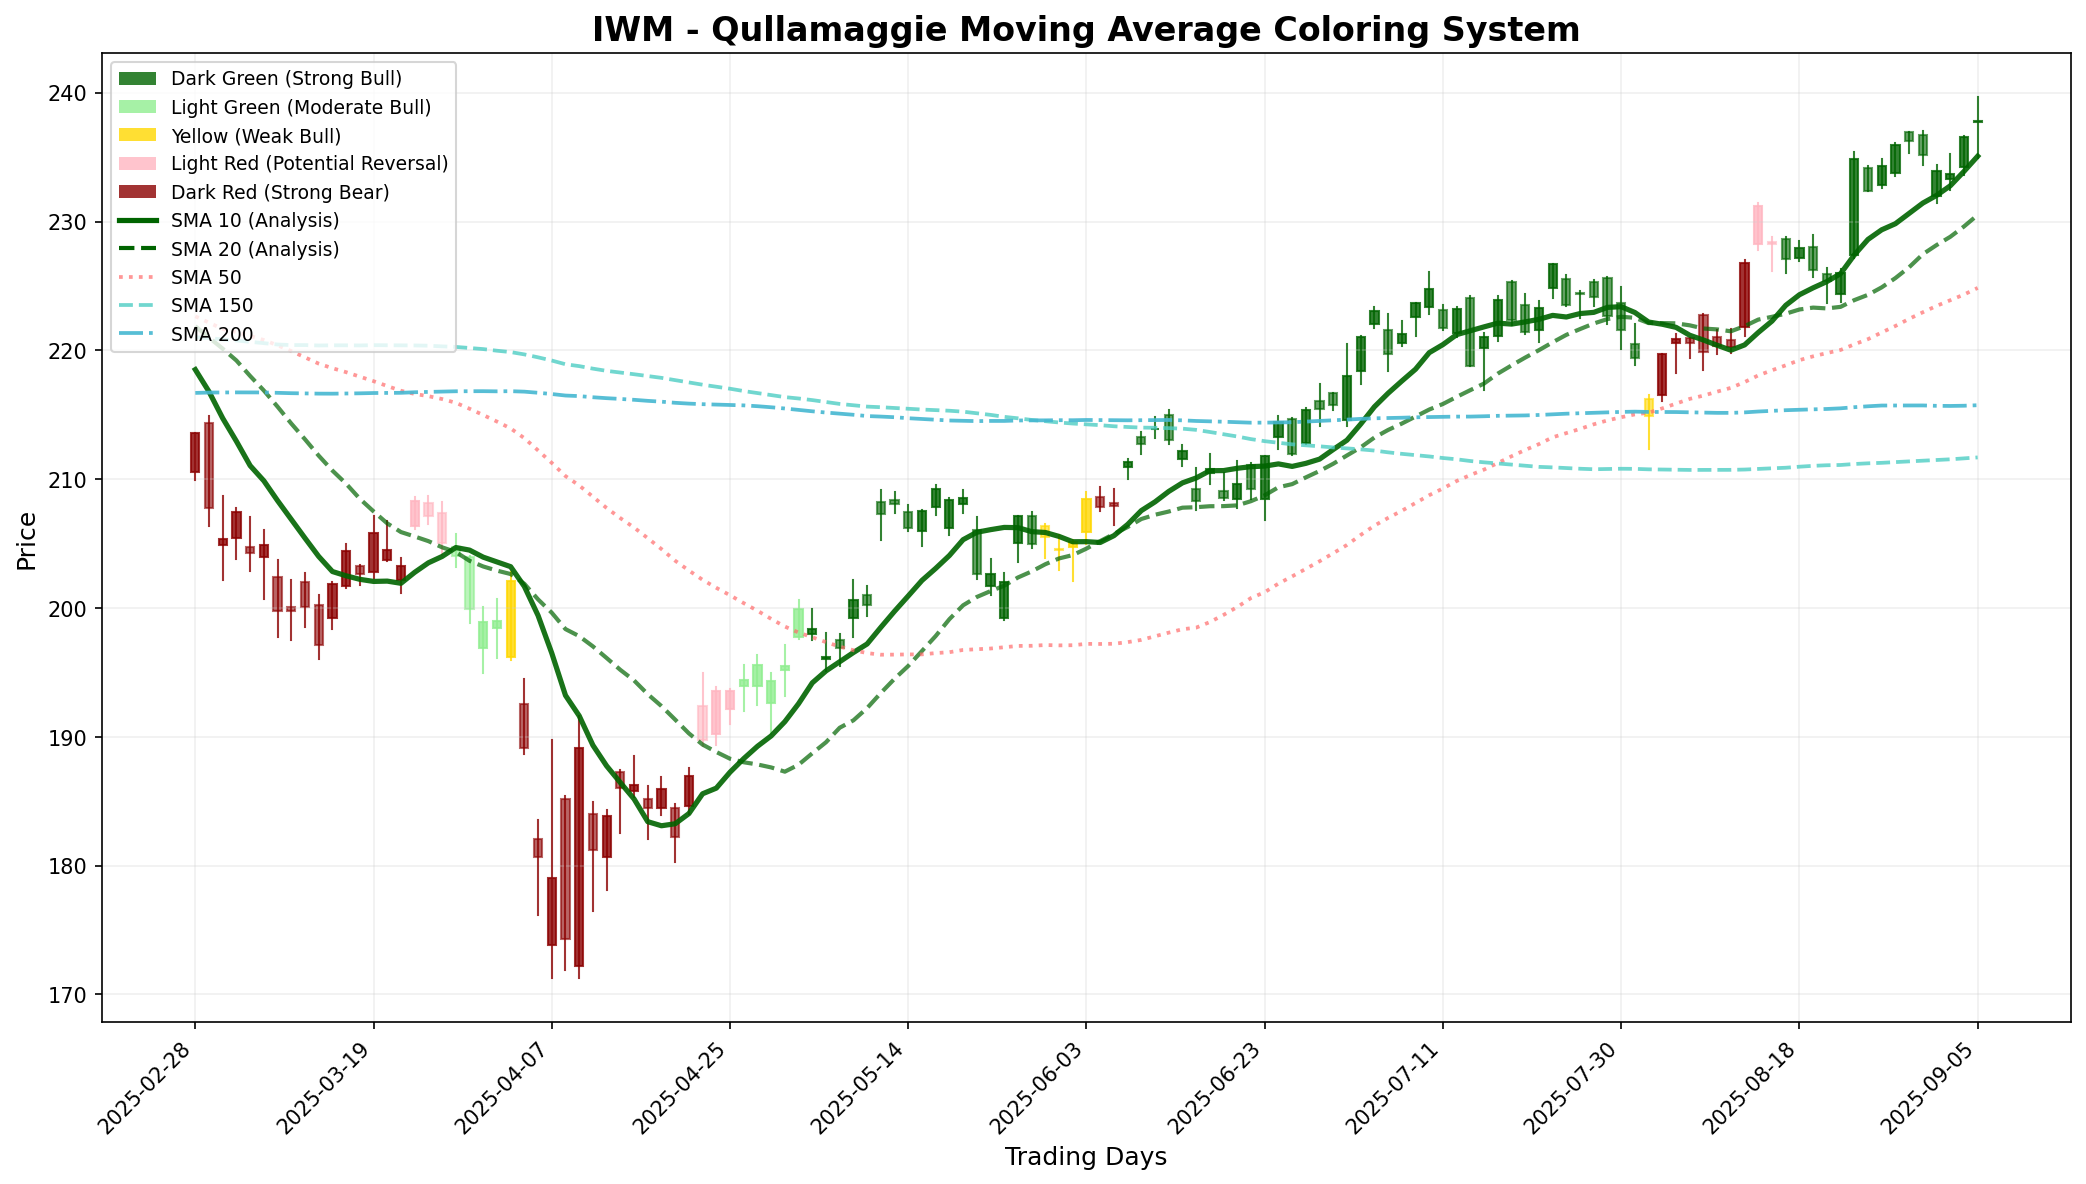 IWM - Qullamaggie Moving Average Coloring System
Dark Green (Strong Bull)
Light Green (Moderate Bull)
Yellow (Weak Bull)
Light Red (Potential Reversal)
Dark Red (Strong Bear)
SMA 10 (Analysis)
SMA 20 (Analysis)
SMA 50
SMA 150
SMA 200
240
230
220
210
200
190
180
170
Price
2025-02-28
2025-03-19
2025-04-07
2025-04-25
2025-05-14
2025-06-03
2025-06-23
2025-07-11
2025-07-30
2025-08-18
2025-09-05
Trading Days